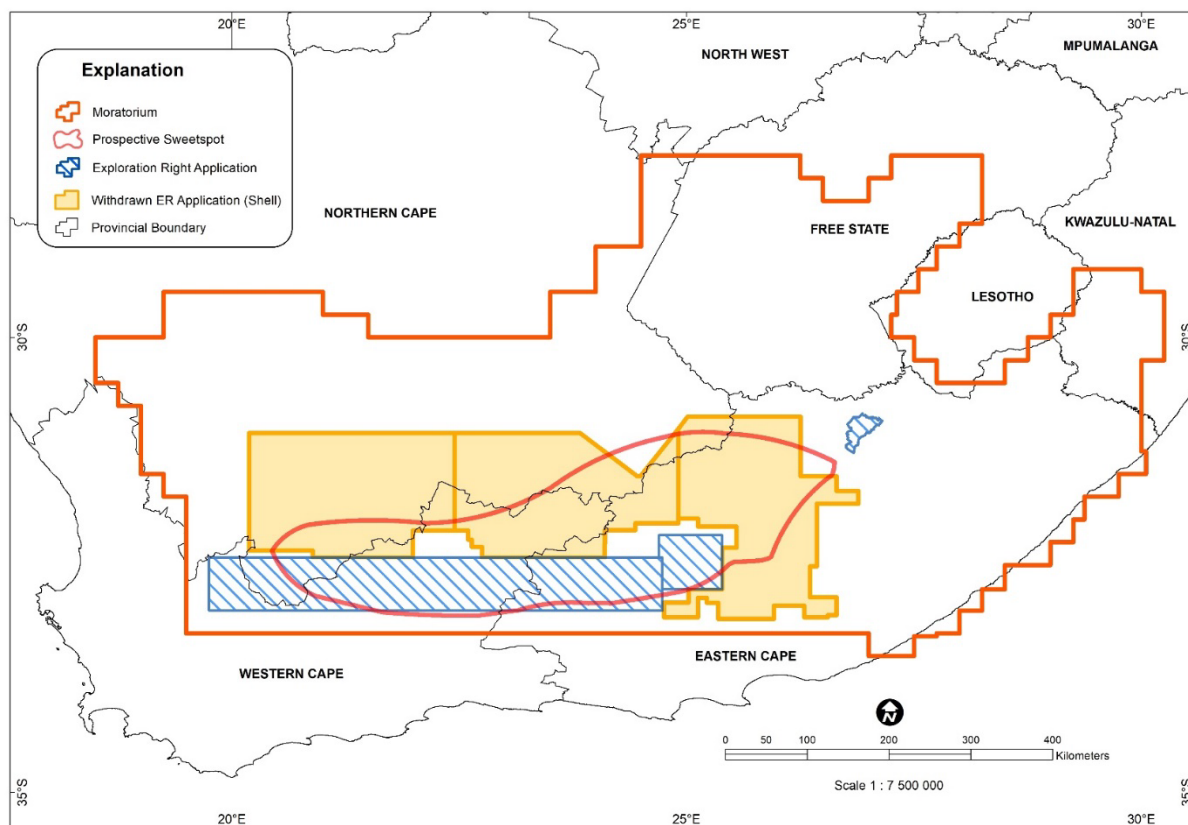 20°E
25°E
30°E
Explanation
Moratorium
Prospective Sweetspot
Exploration Right Application
Withdrawn ER Application (Shell)
Provincial Boundary
NORTH WEST
MPUMALANGA
NORTHERN CAPE
FREE STATE
KWAZULU-NATAL
LESOTHO
30°S
30°S
WESTERN CAPE
EASTERN CAPE
N
0 50 100 200 300 400
Kilometers
Scale 1 : 7 500 000
35°S
35°S
20°E
25°E
30°E